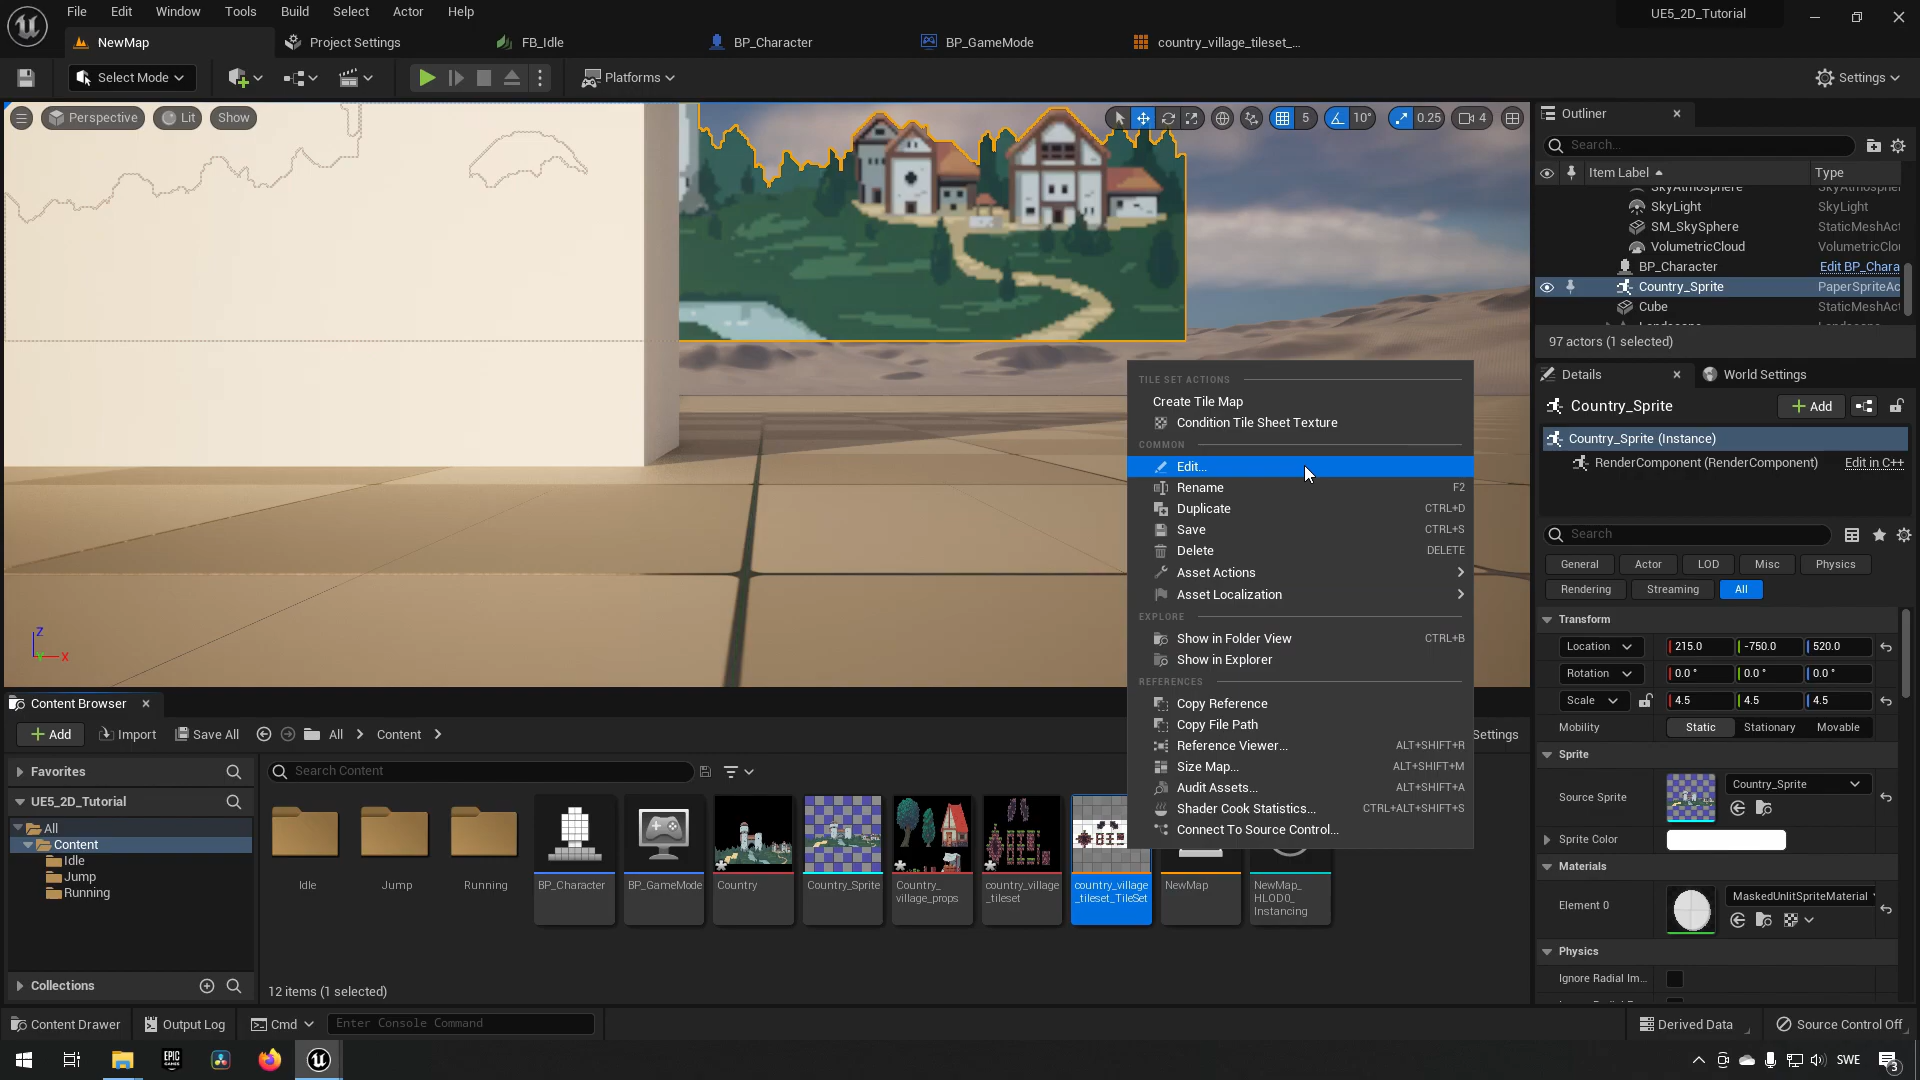 File Edit Window Tools Build Select Actor Help
UE5_2D_Tutorial
NewMap
Project Settings
FB_Idle
BP_Character
BP_GameMode
country_village_tileset_...
Select Mode
Platforms
Settings
Perspective
Lit
Show
5
10°
0.25
4
Outliner
Search...
Item Label
Type
SkyAtmosphere
SkyLight SkyLight
SM_SkySphere StaticMeshAct
VolumetricCloud VolumetricClou
BP_Character Edit BP_Chara
Country_Sprite PaperSpriteAc
Cube StaticMeshAct
97 actors (1 selected)
Details
World Settings
Country_Sprite
Add
Country_Sprite (Instance)
RenderComponent (RenderComponent) Edit in C++
Search
General Actor LOD Misc Physics
Rendering Streaming All
Transform
Location 215.0 -750.0 520.0
Rotation 0.0 ° 0.0 ° 0.0 °
Scale 4.5 4.5 4.5
Mobility Static Stationary Movable
Sprite
Source Sprite Country_Sprite
Sprite Color
Materials
Element 0 MaskedUnlitSpriteMaterial
Physics
Ignore Radial Im...
TILE SET ACTIONS
Create Tile Map
Condition Tile Sheet Texture
COMMON
Edit...
Rename F2
Duplicate CTRL+D
Save CTRL+S
Delete DELETE
Asset Actions
Asset Localization
EXPLORE
Show in Folder View CTRL+B
Show in Explorer
REFERENCES
Copy Reference
Copy File Path
Reference Viewer... ALT+SHIFT+R
Size Map... ALT+SHIFT+M
Audit Assets... ALT+SHIFT+A
Shader Cook Statistics... CTRL+ALT+SHIFT+S
Connect To Source Control...
Z
X
Content Browser
Add Import Save All All Content
Settings
Favorites
Search Content
UE5_2D_Tutorial
All
Content
Idle
Jump
Running
Collections
Idle
Jump
Running
BP_Character
BP_GameMode
Country
Country_Sprite
Country_
village_props
country_village
_tileset
country_village
_tileset_TileSet
NewMap
NewMap_
HLOD0_
Instancing
12 items (1 selected)
Content Drawer
Output Log
Cmd
Enter Console Command
Derived Data
Source Control Off
EPIC
GAMES
SWE
3